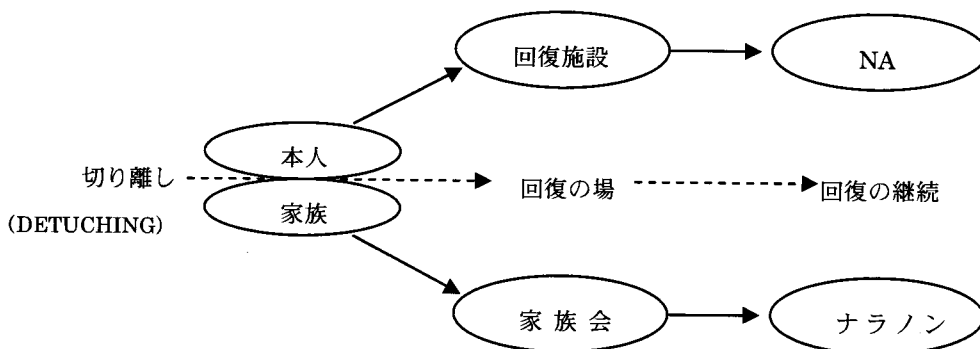 回復施設
NA
本人
切り離し
回復の場
回復の継続
家族
(DETUCHING)
家 族 会
ナ ラ ノ ン